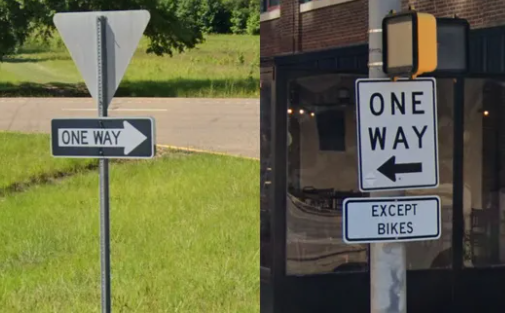 ONE WAY
ONE
WAY
EXCEPT
BIKES